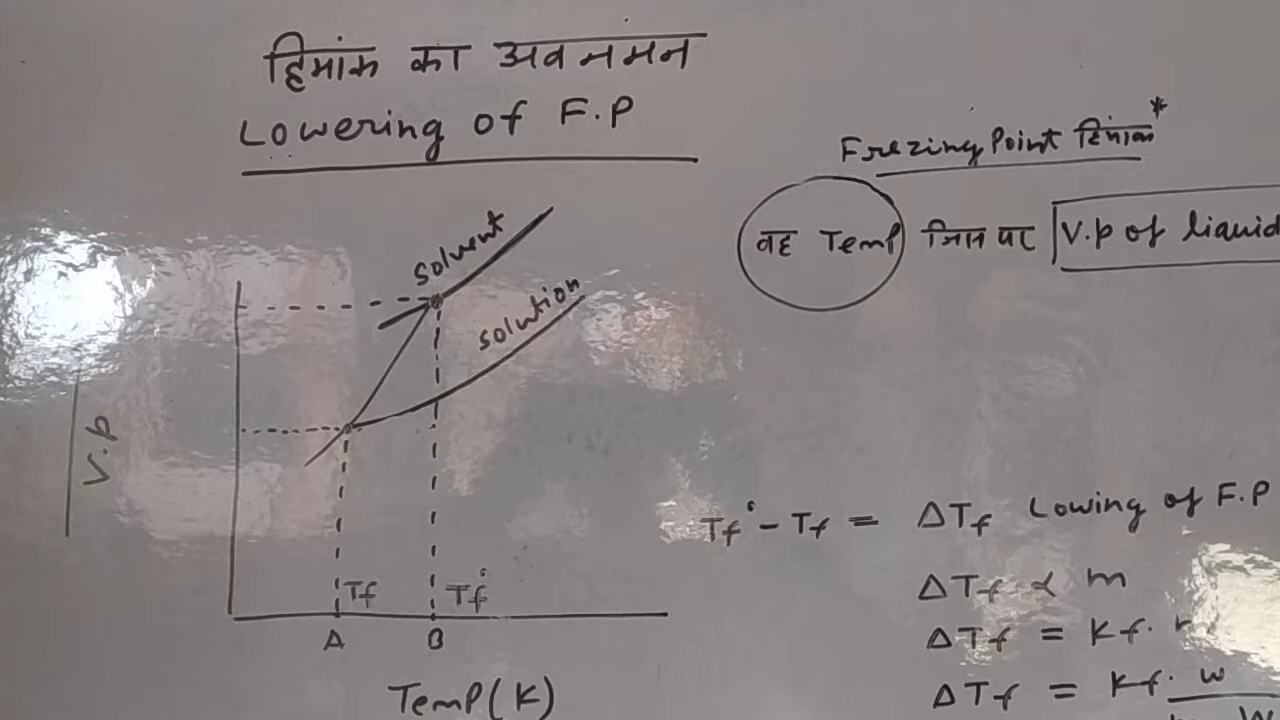 हिमांक का अवनमन
Lowering of F.P
Frezing Point हिमांक*
वह Temp जिस पर V.p of liquid
solvent
solution
V.p
Tf Tf°
A B
Temp(K)
Tf° - Tf = ΔTf Lowing of F.P
ΔTf ∝ m
ΔTf = Kf.
ΔTf = Kf. w
W